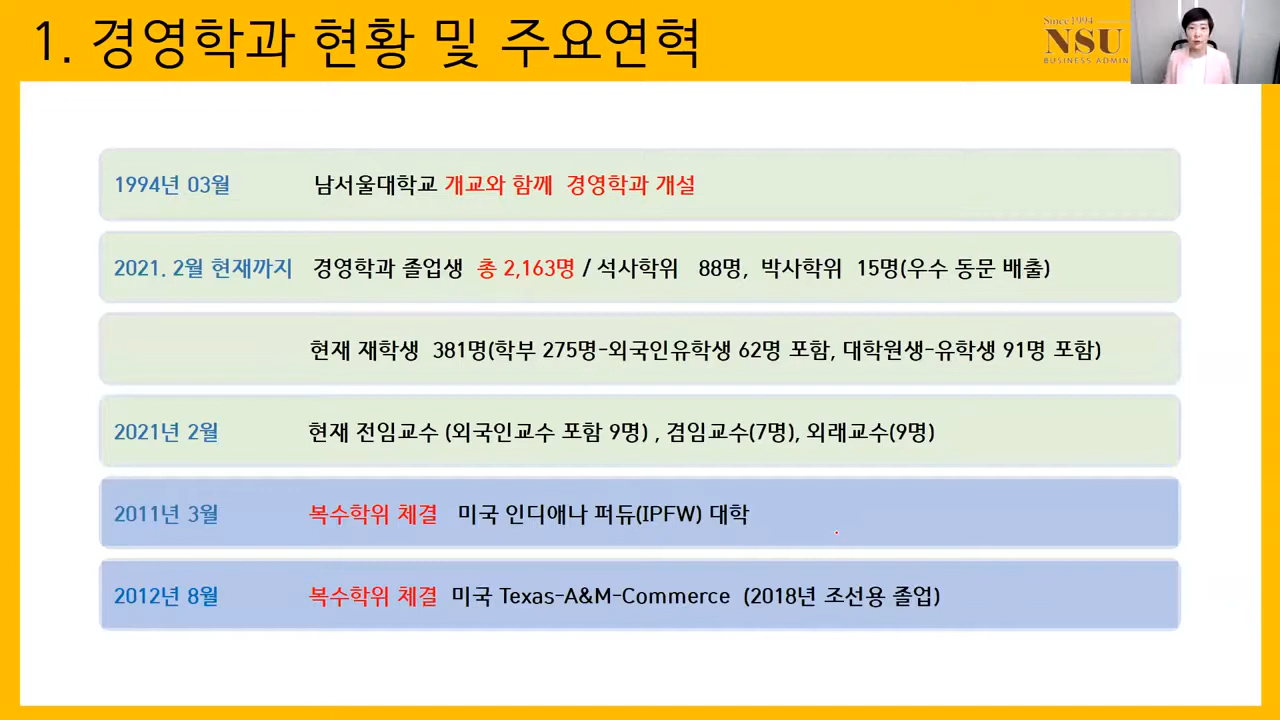 1. 경영학과 현황 및 주요연혁
Since 1994
NSU
BUSINESS ADMIN
1994년 03월 남서울대학교 개교와 함께 경영학과 개설
2021. 2월 현재까지 경영학과 졸업생 총 2,163명 / 석사학위 88명, 박사학위 15명(우수 동문 배출)
현재 재학생 381명(학부 275명-외국인유학생 62명 포함, 대학원생-유학생 91명 포함)
2021년 2월 현재 전임교수 (외국인교수 포함 9명) , 겸임교수(7명), 외래교수(9명)
2011년 3월 복수학위 체결 미국 인디애나 퍼듀(IPFW) 대학
2012년 8월 복수학위 체결 미국 Texas-A&M-Commerce (2018년 조선용 졸업)